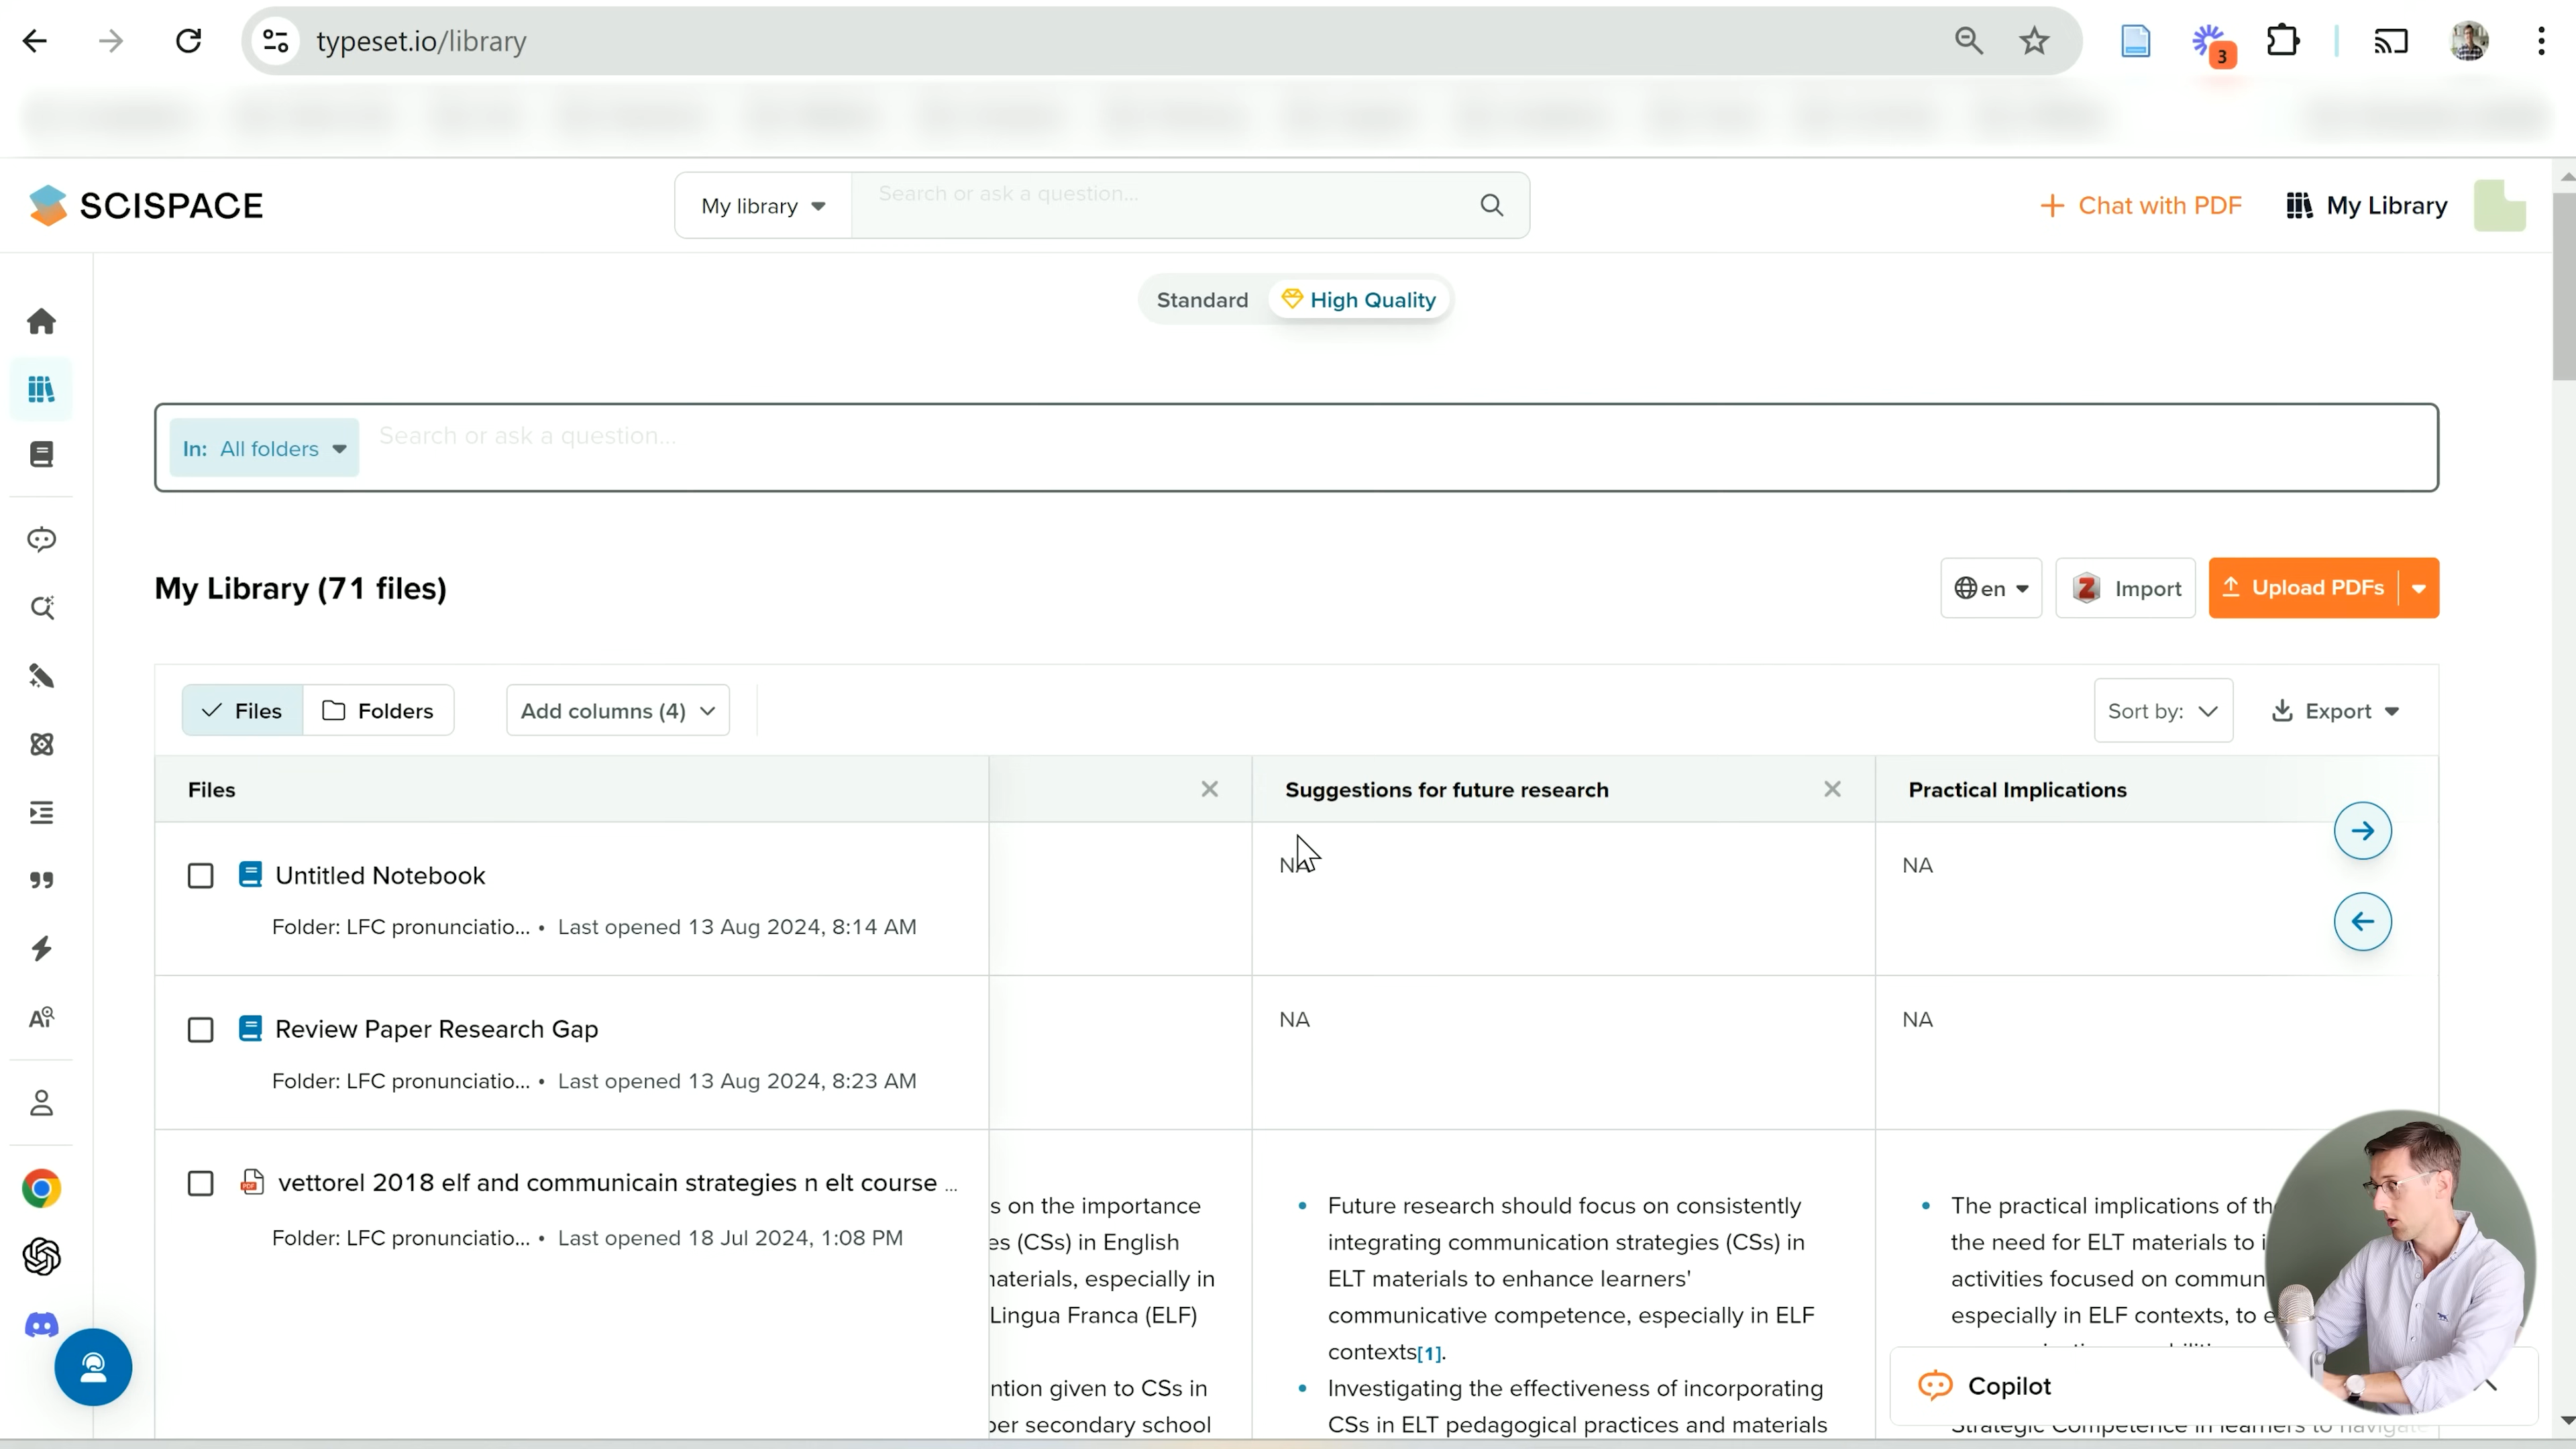 typeset.io/library
3
SCISPACE
My library
Search or ask a question...
Chat with PDF
My Library
Standard
High Quality
In: All folders
Search or ask a question...
My Library (71 files)
en
Z Import
Upload PDFs
Files
Folders
Add columns (4)
Sort by:
Export
Files
Suggestions for future research
Practical Implications
Untitled Notebook
Folder: LFC pronunciatio... • Last opened 13 Aug 2024, 8:14 AM
NA
NA
Review Paper Research Gap
Folder: LFC pronunciatio... • Last opened 13 Aug 2024, 8:23 AM
NA
NA
vettorel 2018 elf and communicain strategies n elt course ...
Folder: LFC pronunciatio... • Last opened 18 Jul 2024, 1:08 PM
s on the importance
es (CSs) in English
materials, especially in
Lingua Franca (ELF)
ntion given to CSs in
per secondary school
• Future research should focus on consistently
integrating communication strategies (CSs) in
ELT materials to enhance learners'
communicative competence, especially in ELF
contexts[1].
• Investigating the effectiveness of incorporating
CSs in ELT pedagogical practices and materials
• The practical implications of th
the need for ELT materials to i
activities focused on commun
especially in ELF contexts, to e
Copilot
Strategic Competence in learners to navigate